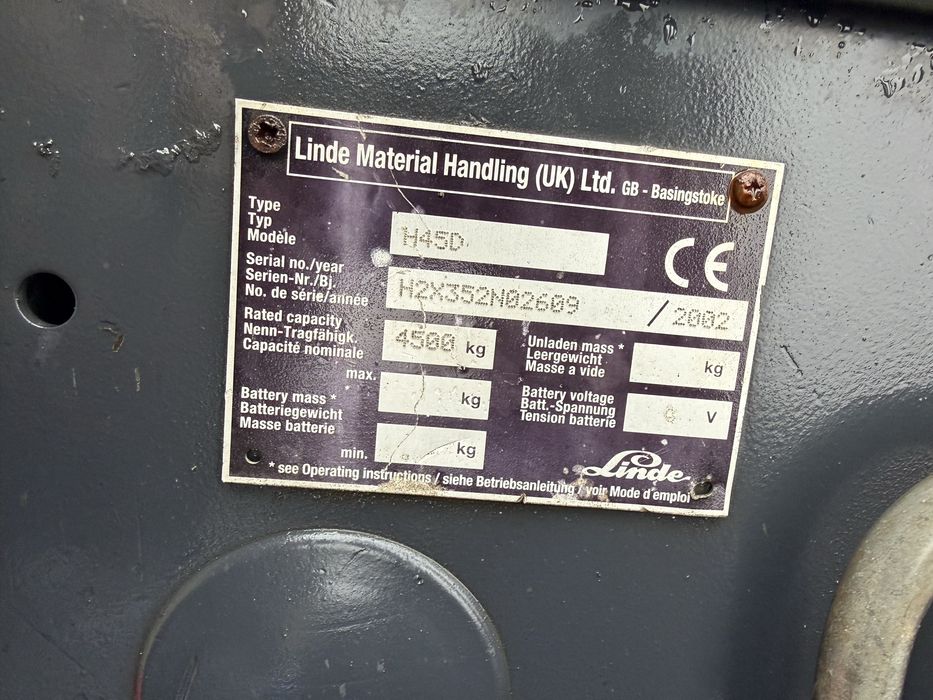 Linde Material Handling (UK) Ltd. GB - Basingstoke
Type
Typ
Modèle
H45D
CE
Serial no./year
Serien-Nr./Bj.
No. de série/année
H2X352N02609 / 2002
Rated capacity
Nenn-Tragfähigk.
Capacité nominale
4500 kg
Unladen mass *
Leergewicht
Masse a vide
kg
max.
Battery mass *
Batteriegewicht
Masse batterie
kg
min.
kg
Battery voltage
Batt.-Spannung
Tension batterie
V
Linde
* see Operating instructions / siehe Betriebsanleitung / voir Mode d'emploi